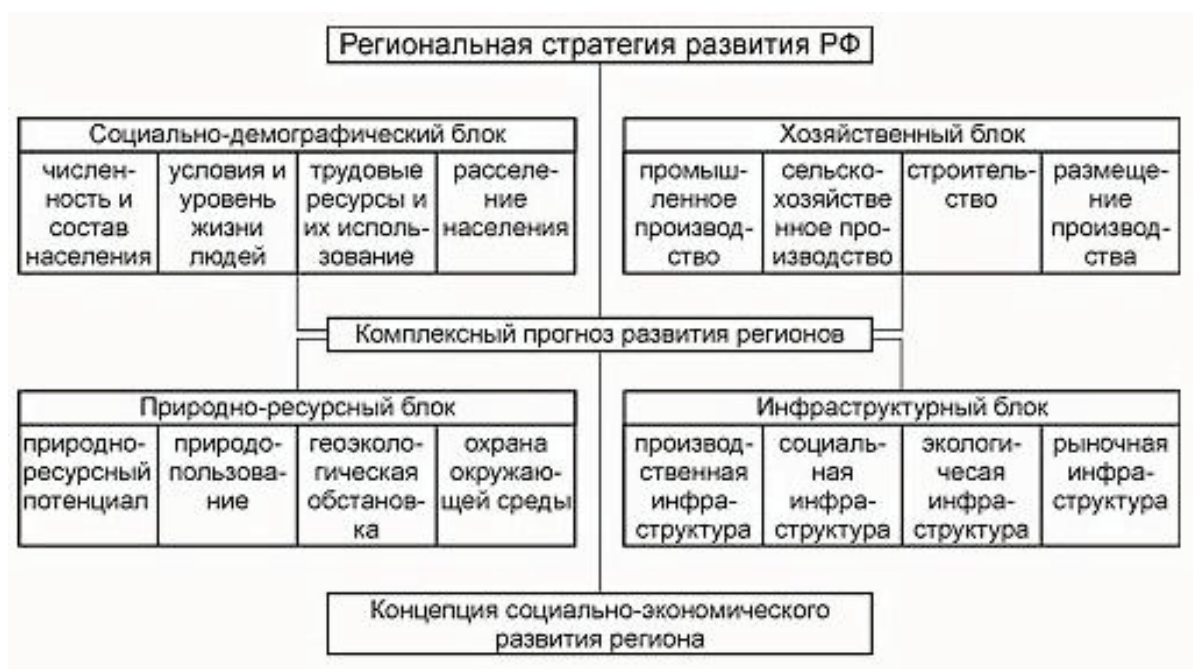 Региональная стратегия развития РФ
Социально-демографический блок
числен-
ность и
состав
населения
условия и
уровень
жизни
людей
трудовые
ресурсы и
их исполь-
зование
расселе-
ние
населения
Хозяйственный блок
промыш-
ленное
производ-
ство
сельско-
хозяйстве
нное про-
изводство
строитель-
ство
размеще-
ние
производ-
ства
Комплексный прогноз развития регионов
Природно-ресурсный блок
природно-
ресурсный
потенциал
природо-
пользова-
ние
геоэколо-
гическая
обстанов-
ка
охрана
окружаю-
щей среды
Инфраструктурный блок
производ-
ственная
инфра-
структура
социаль-
ная
инфра-
структура
экологи-
чесая
инфра-
структура
рыночная
инфра-
структура
Концепция социально-экономического
развития региона